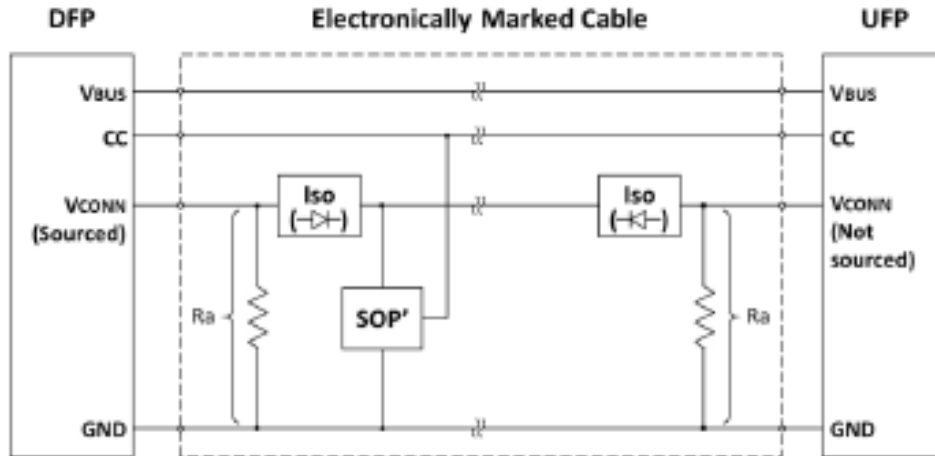 DFP
Electronically Marked Cable
UFP
VBUS
VBUS
CC
CC
Iso
Iso
VCONN
(Sourced)
VCONN
(Not
sourced)
Ra
SOP'
Ra
GND
GND